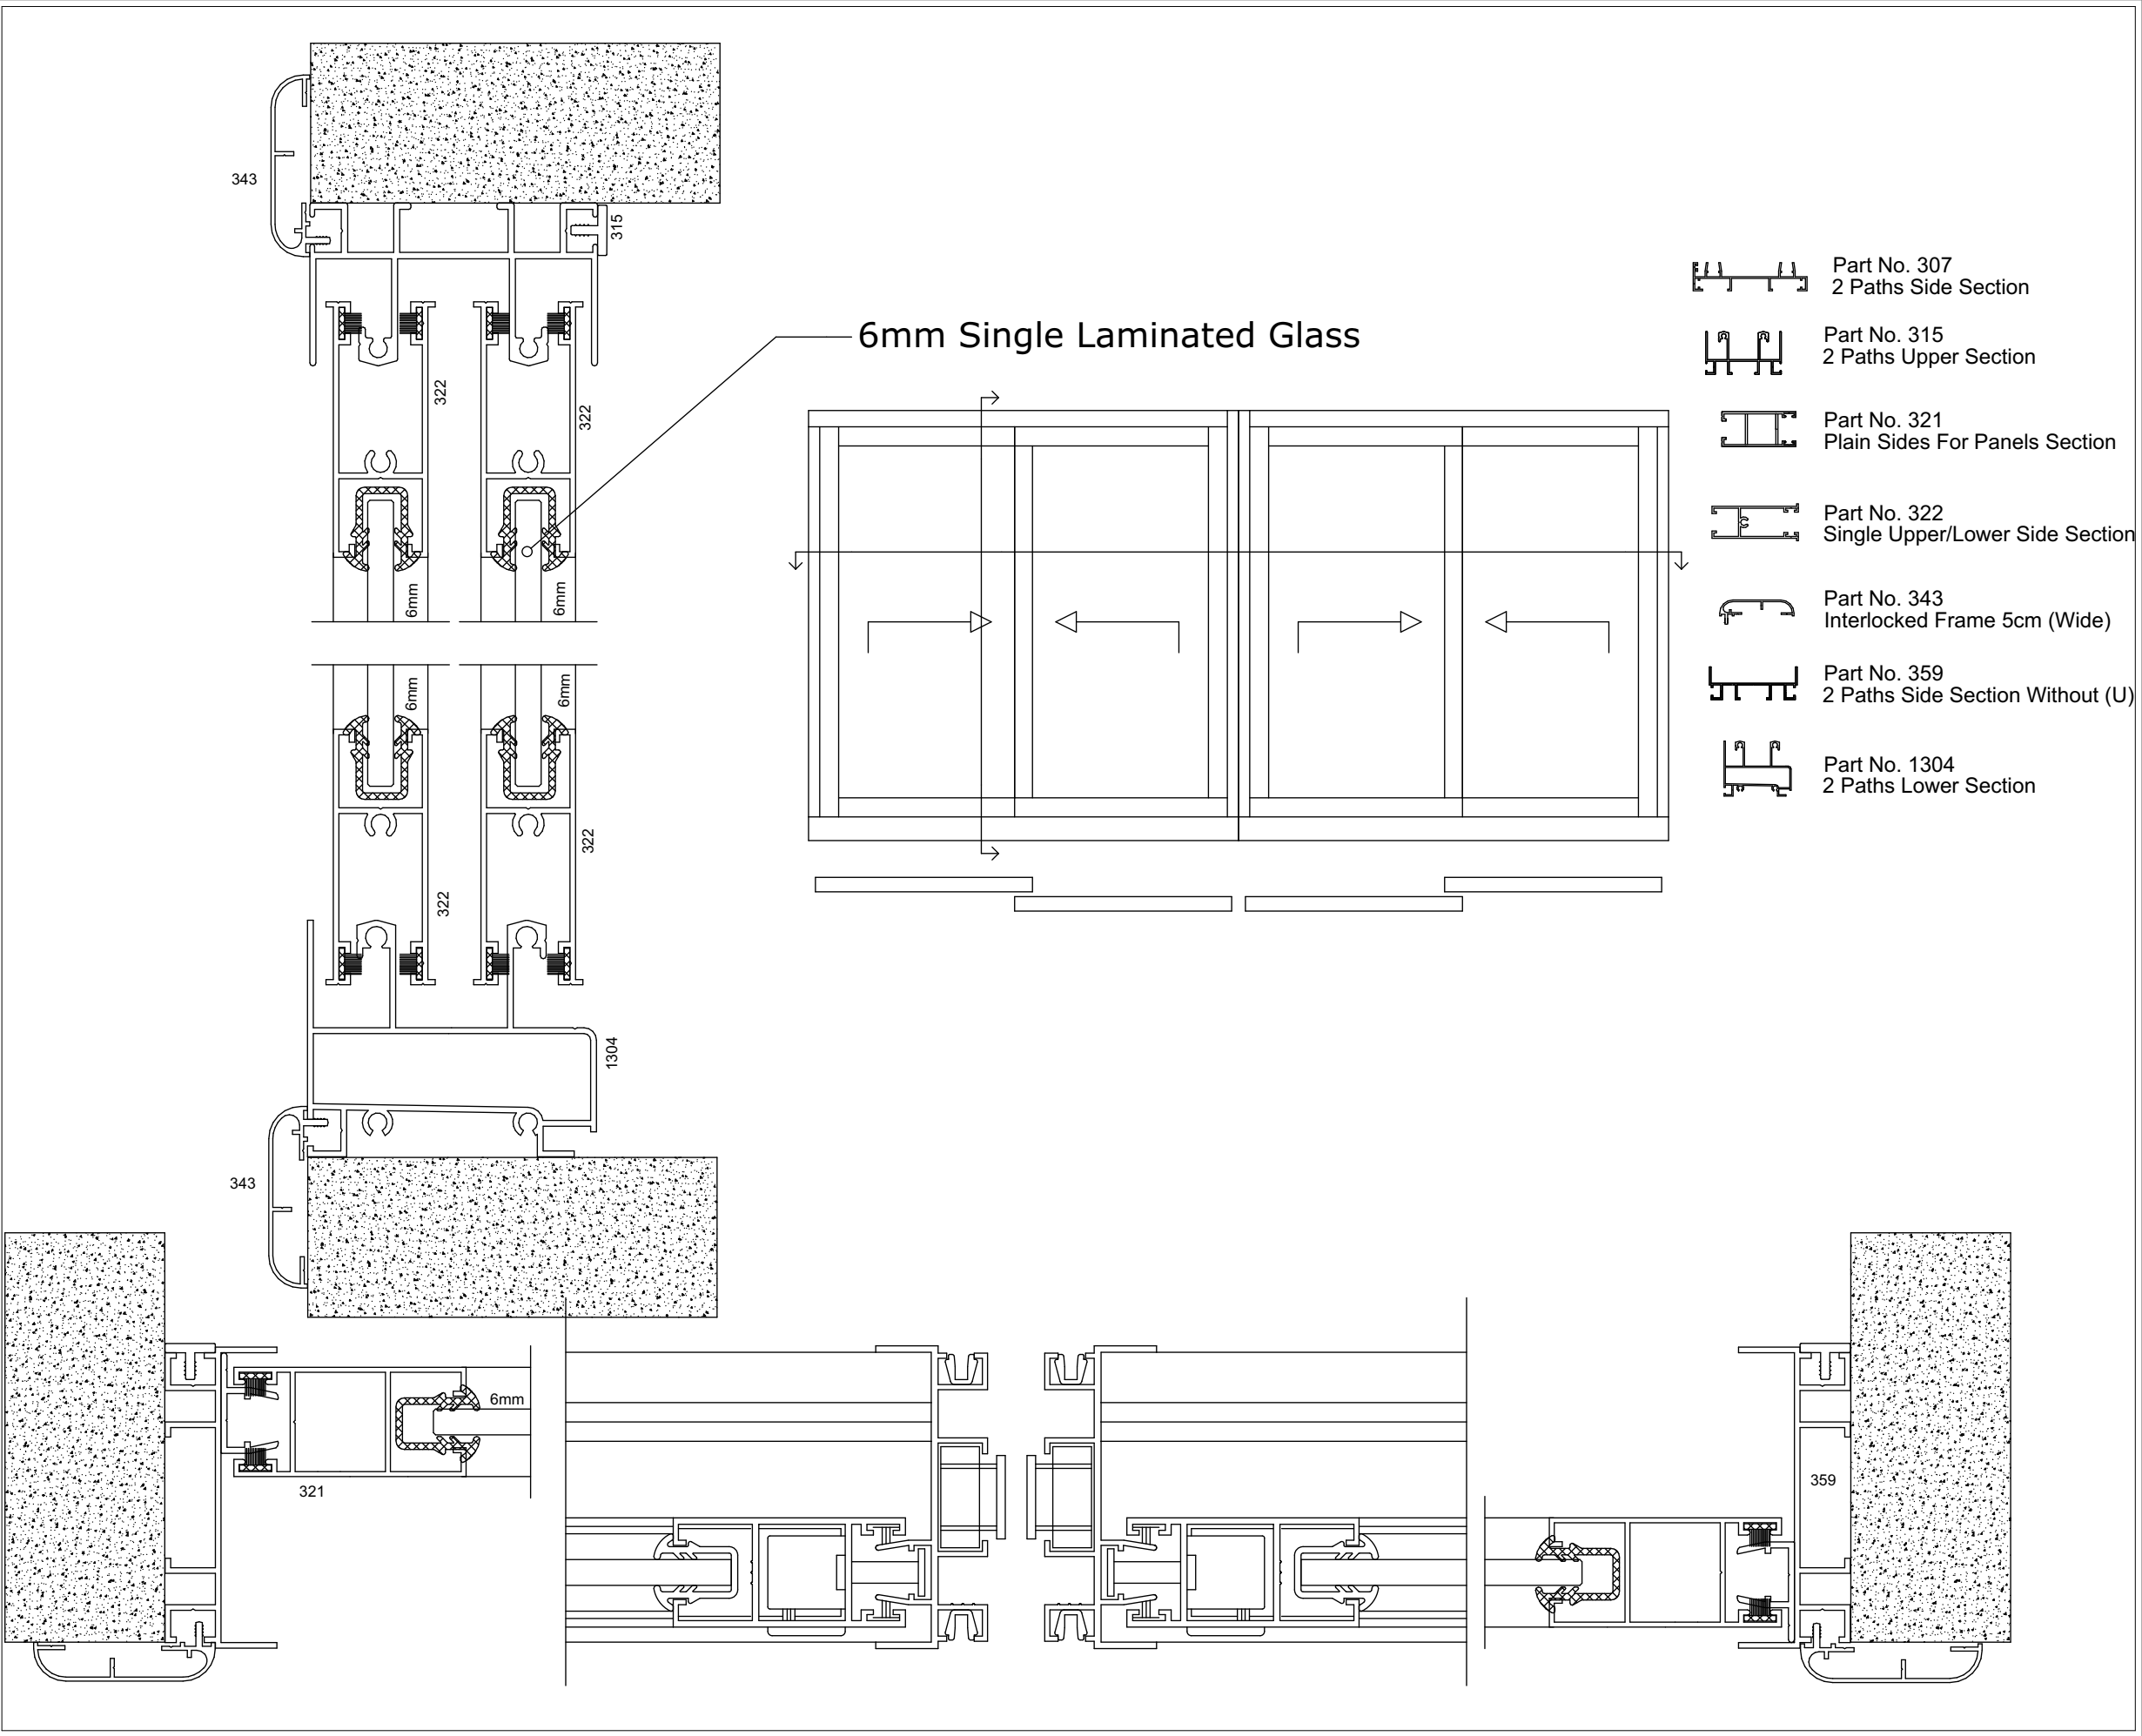 343
315
6mm Single Laminated Glass
322
322
6mm
6mm
6mm
6mm
322
322
1304
343
6mm
321
359
Part No. 307
2 Paths Side Section
Part No. 315
2 Paths Upper Section
Part No. 321
Plain Sides For Panels Section
Part No. 322
Single Upper/Lower Side Section
Part No. 343
Interlocked Frame 5cm (Wide)
Part No. 359
2 Paths Side Section Without (U)
Part No. 1304
2 Paths Lower Section